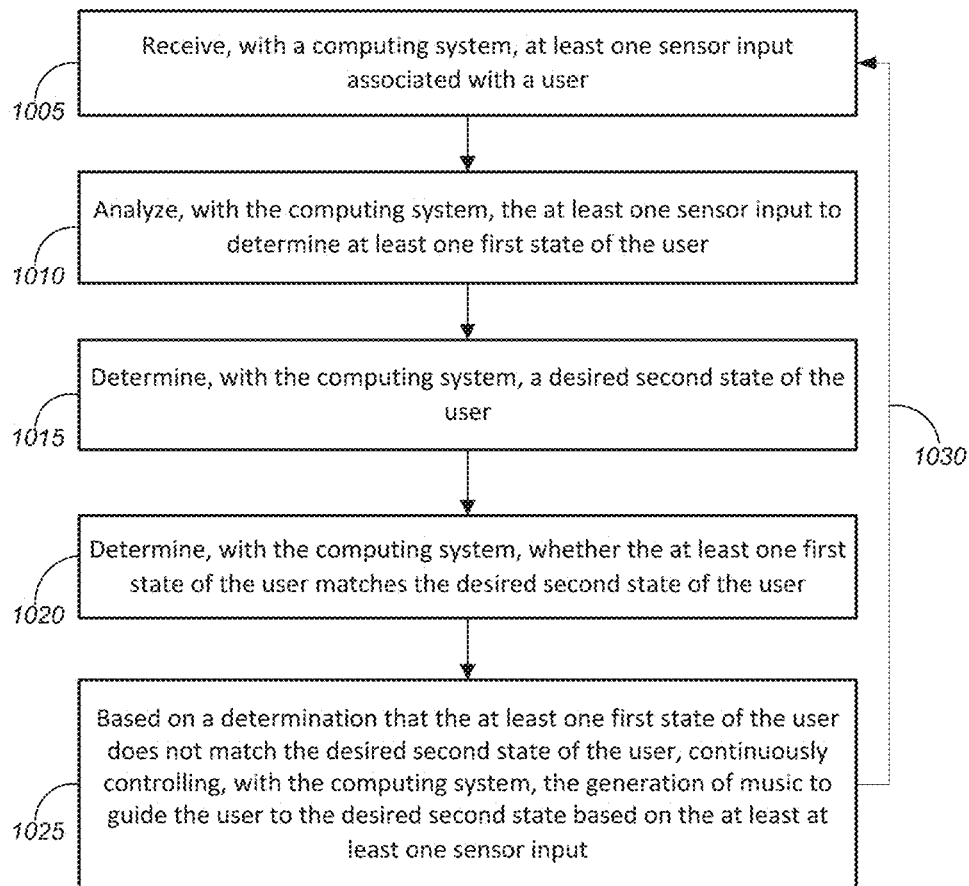 Receive, with a computing system, at least one sensor input
associated with a user
1005
Analyze, with the computing system, the at least one sensor input to
determine at least one first state of the user
1010
Determine, with the computing system, a desired second state of the
user
1015
1030
Determine, with the computing system, whether the at least one first
state of the user matches the desired second state of the user
1020
Based on a determination that the at least one first state of the user
does not match the desired second state of the user, continuously
controlling, with the computing system, the generation of music to
guide the user to the desired second state based on the at least at
least one sensor input
1025